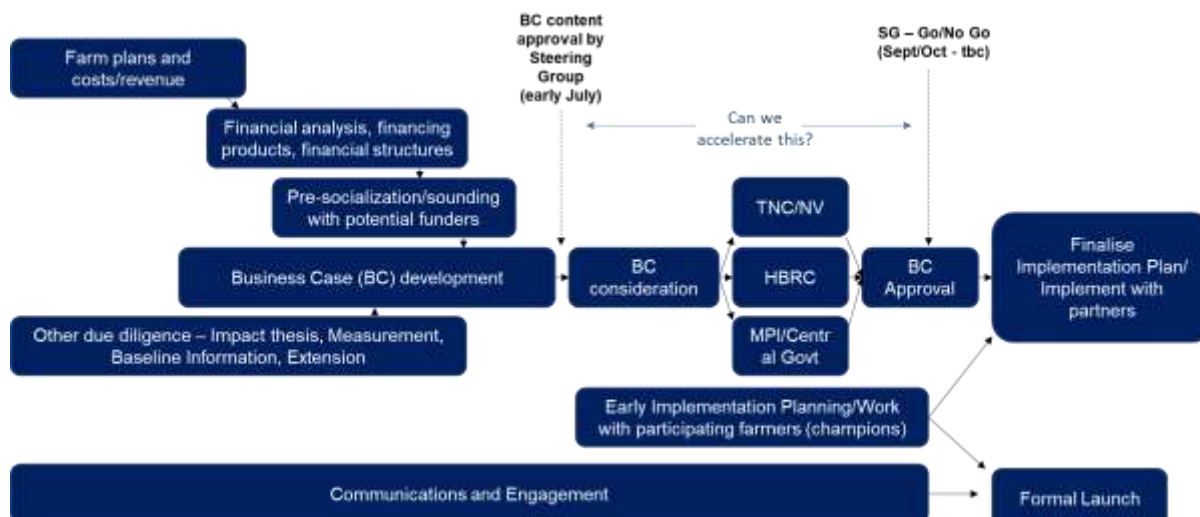 BC content
approval by
Steering
Group
(early July)
SG – Go/No Go
(Sept/Oct - tbc)
Farm plans and
costs/revenue
Can we
accelerate this?
Financial analysis, financing
products, financial structures
Pre-socialization/sounding
with potential funders
TNC/NV
Business Case (BC) development
BC
consideration
HBRC
BC
Approval
Finalise
Implementation Plan/
Implement with
partners
Other due diligence – Impact thesis, Measurement,
Baseline Information, Extension
MPI/Centr
al Govt
Early Implementation Planning/Work
with participating farmers (champions)
Communications and Engagement
Formal Launch